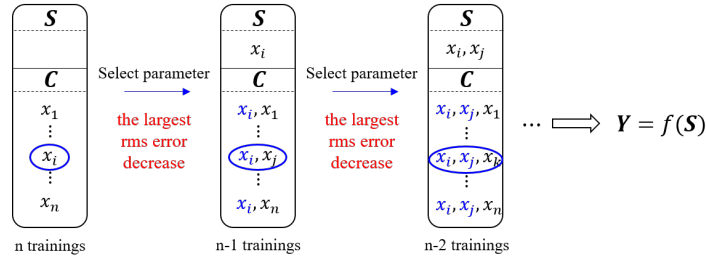 S
C
x₁
⋮
xᵢ
⋮
xₙ
n trainings
Select parameter
the largest
rms error
decrease
S
xᵢ
C
xᵢ, x₁
⋮
xᵢ, xⱼ
⋮
xᵢ, xₙ
n-1 trainings
Select parameter
the largest
rms error
decrease
S
xᵢ, xⱼ
C
xᵢ, xⱼ, x₁
⋮
xᵢ, xⱼ, xₖ
⋮
xᵢ, xⱼ, xₙ
n-2 trainings
⋯
Y = f(S)